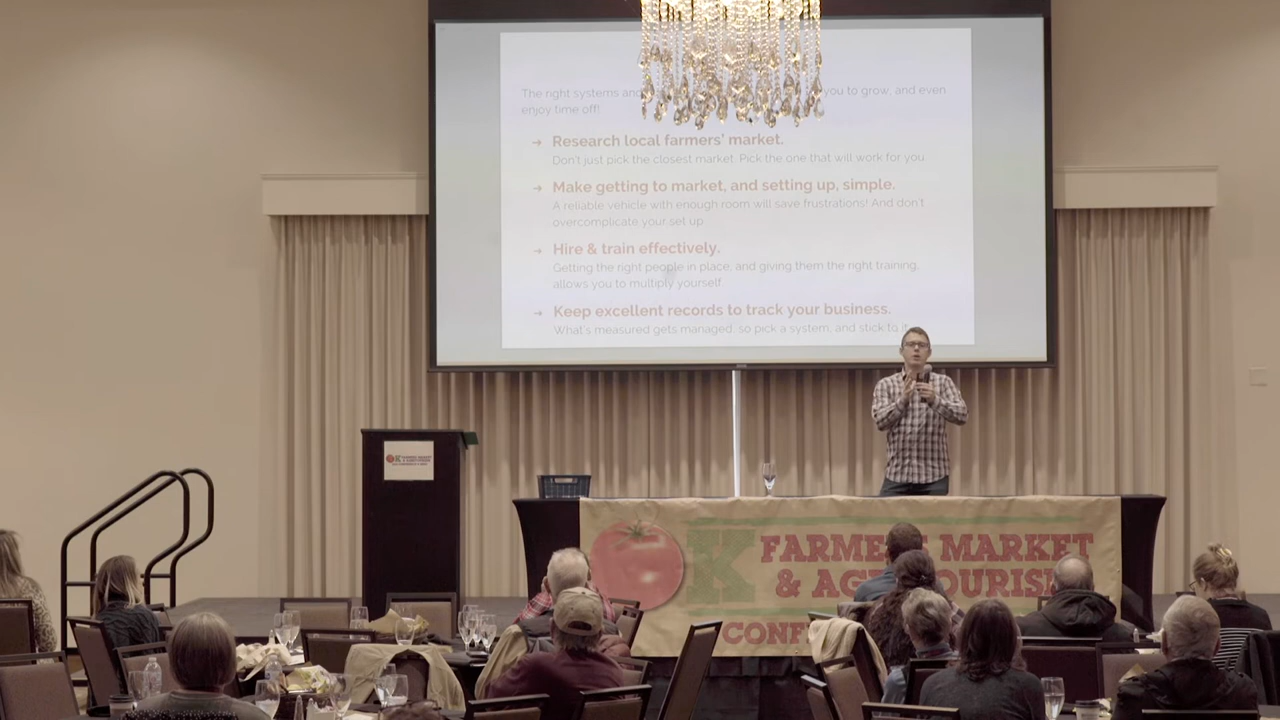 The right systems and you to grow, and even
enjoy time off!
→ Research local farmers' market.
Don't just pick the closest market. Pick the one that will work for you
→ Make getting to market, and setting up, simple.
A reliable vehicle with enough room will save frustrations! And don't
overcomplicate your set up
→ Hire & train effectively.
Getting the right people in place, and giving them the right training,
allows you to multiply yourself.
→ Keep excellent records to track your business.
What's measured gets managed, so pick a system, and stick to it
OK FARMERS MARKET
K FARME S MARKET
& AG OURIS
CONF